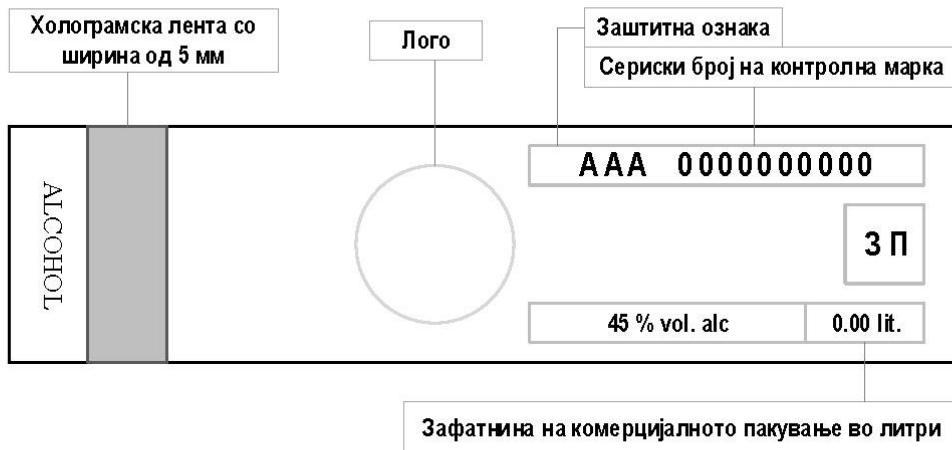 Холограмска лента со
ширина од 5 мм
Лого
Заштитна ознака
Сериски број на контролна марка
ALCOHOL
AAA 0000000000
З П
45 % vol. alc
0.00 lit.
Зафатнина на комерцијалното пакување во литри